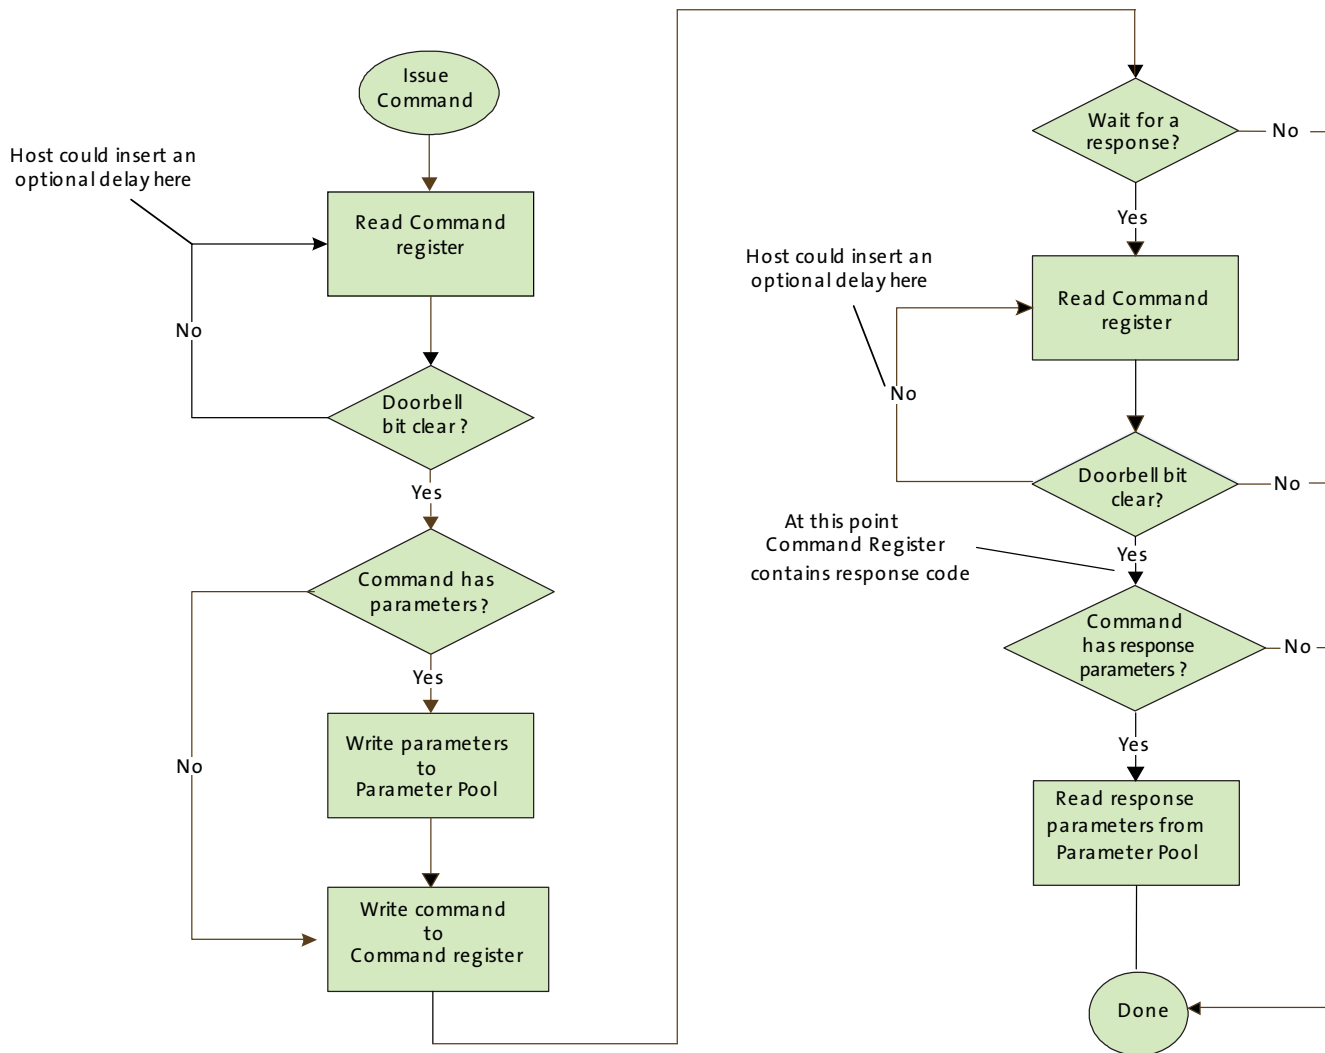 Issue
Command
Host could insert an
optional delay here
Read Command
register
No
Doorbell
bit clear ?
Yes
Command has
parameters?
Yes
Write parameters
to
Parameter Pool
No
Write command
to
Command register
Wait for a
response?
No
Yes
Host could insert an
optional delay here
Read Command
register
No
Doorbell bit
clear?
No
At this point
Command Register
contains response code
Yes
Command
has response
parameters ?
No
Yes
Read response
parameters from
Parameter Pool
Done